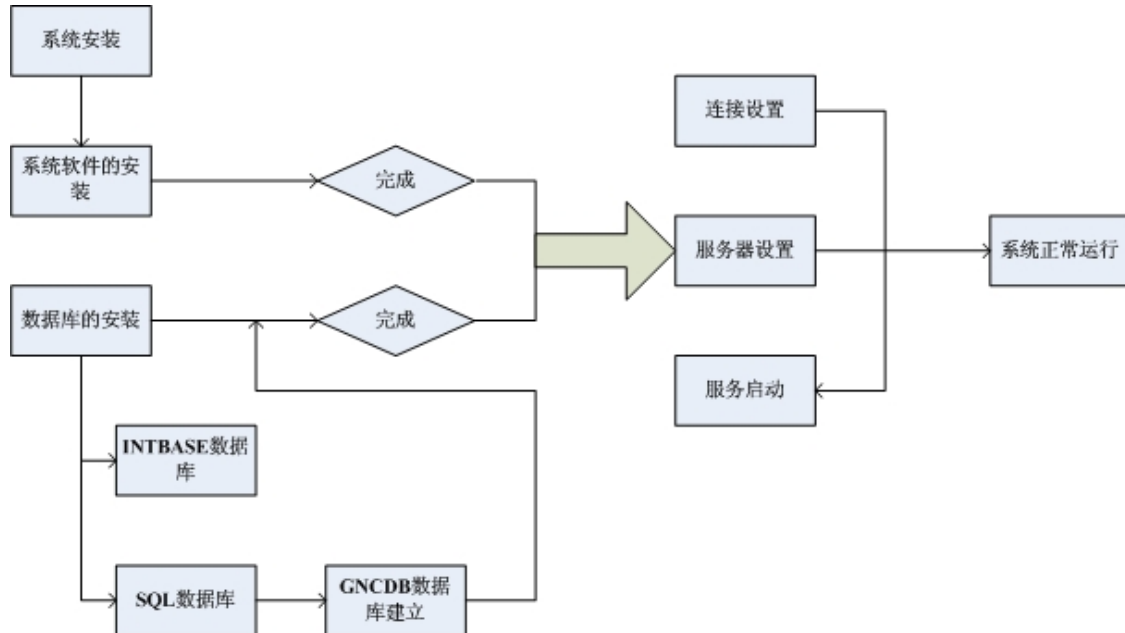 系统安装
连接设置
系统软件的安
装
完成
服务器设置
系统正常运行
数据库的安装
完成
服务启动
INTBASE数据
库
SQL数据库
GNCDB数据
库建立